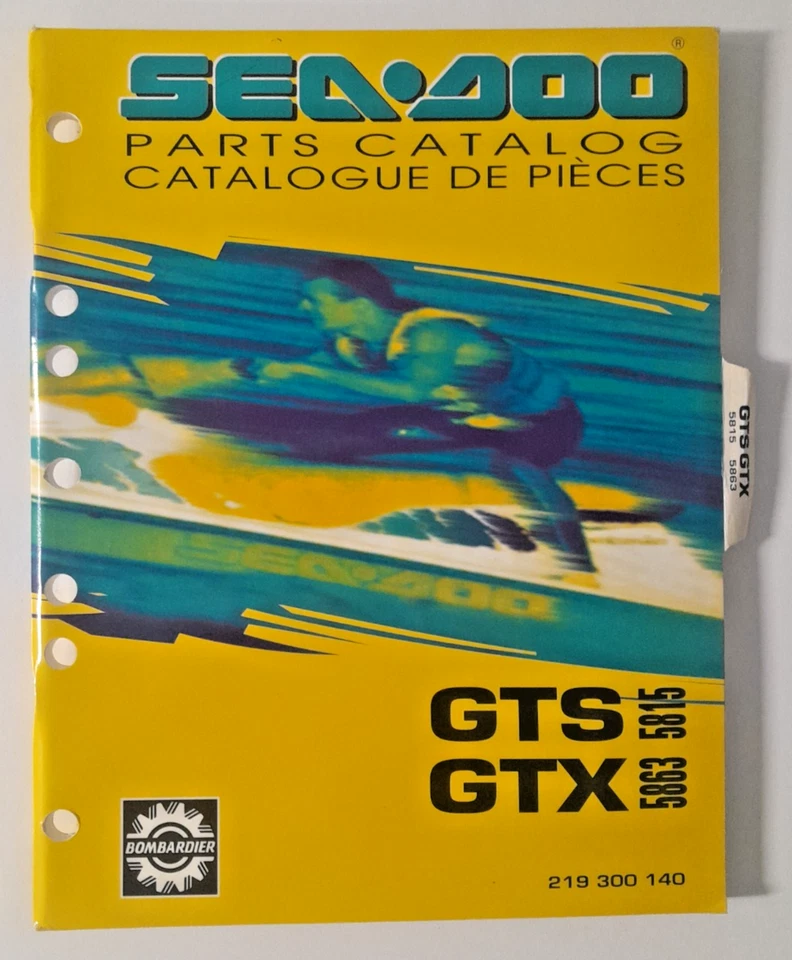 SEA•DOO®
PARTS CATALOG
CATALOGUE DE PIÈCES
GTS GTX
5815 5863
SEA•DOO
GTS 5815
GTX 5863
BOMBARDIER
219 300 140